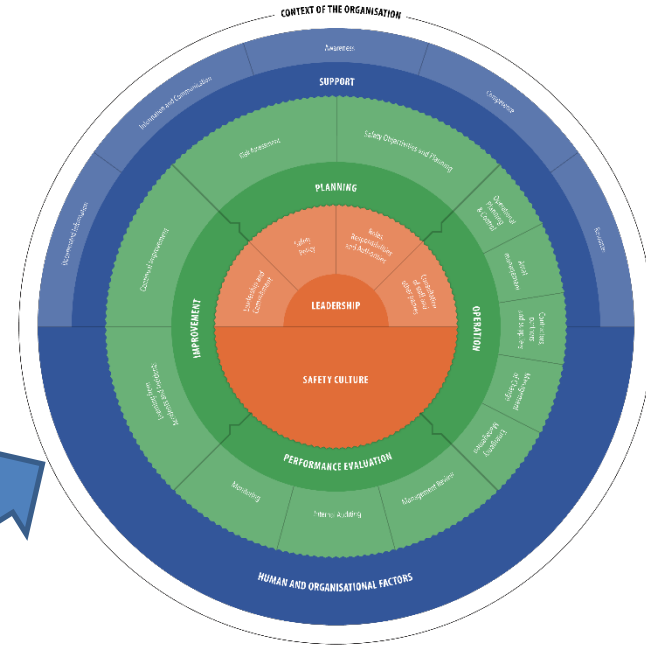 CONTEXT OF THE ORGANISATION
Awareness
Information and Communication
Competence
SUPPORT
Documented Information
Resources
Risk Assessment
Safety Objectives and Planning
PLANNING
Continual Improvement
Operational
Planning
& Control
Asset
Management
Contractors,
partners
and suppliers
Management
of Change
Emergency
Management
Safety
Policy
Roles
Responsibilities
and Authorities
Leadership and
Commitment
Consultation
of staff and
other parties
LEADERSHIP
IMPROVEMENT
OPERATION
SAFETY CULTURE
Learning from
Accidents and Incidents
PERFORMANCE EVALUATION
Monitoring
Internal Auditing
Management Review
HUMAN AND ORGANISATIONAL FACTORS